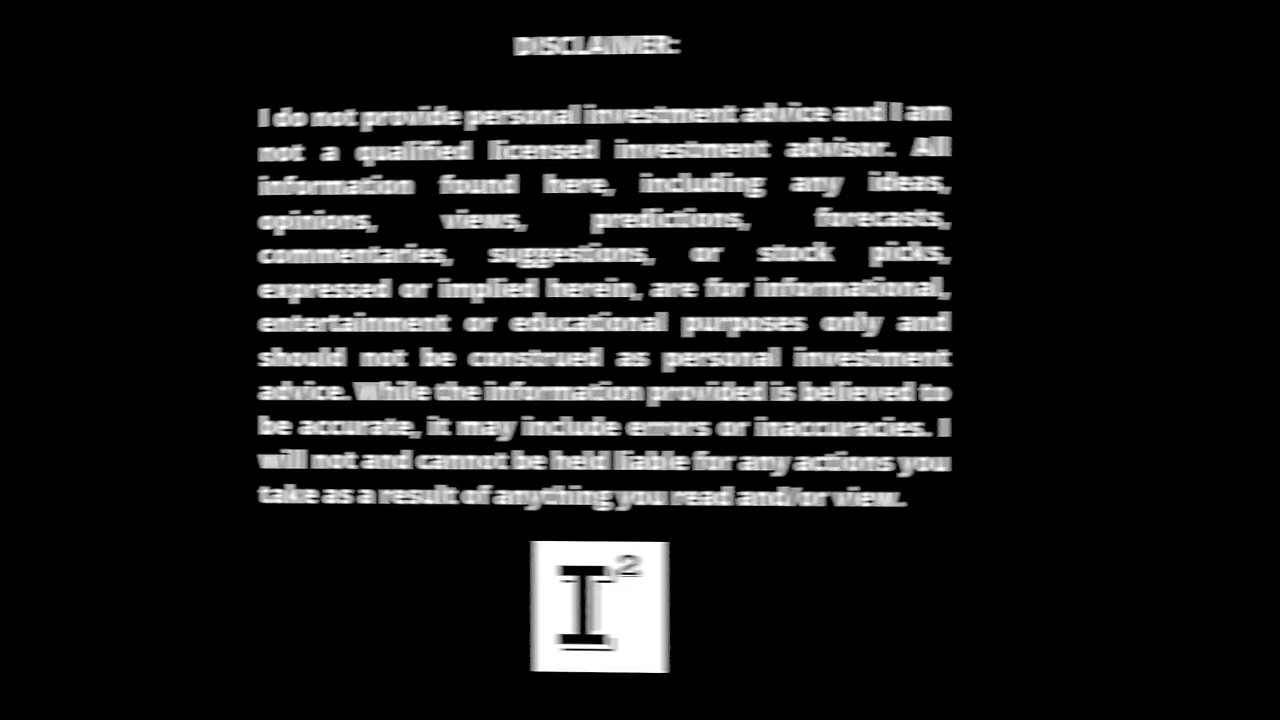 DISCLAIMER:
I do not provide personal investment advice and I am
not a qualified licensed investment advisor. All
information found here, including any ideas,
opinions, views, predictions, forecasts,
commentaries, suggestions, or stock picks,
expressed or implied herein, are for informational,
entertainment or educational purposes only and
should not be construed as personal investment
advice. While the information provided is believed to
be accurate, it may include errors or inaccuracies. I
will not and cannot be held liable for any actions you
take as a result of anything you read and/or view.
I²